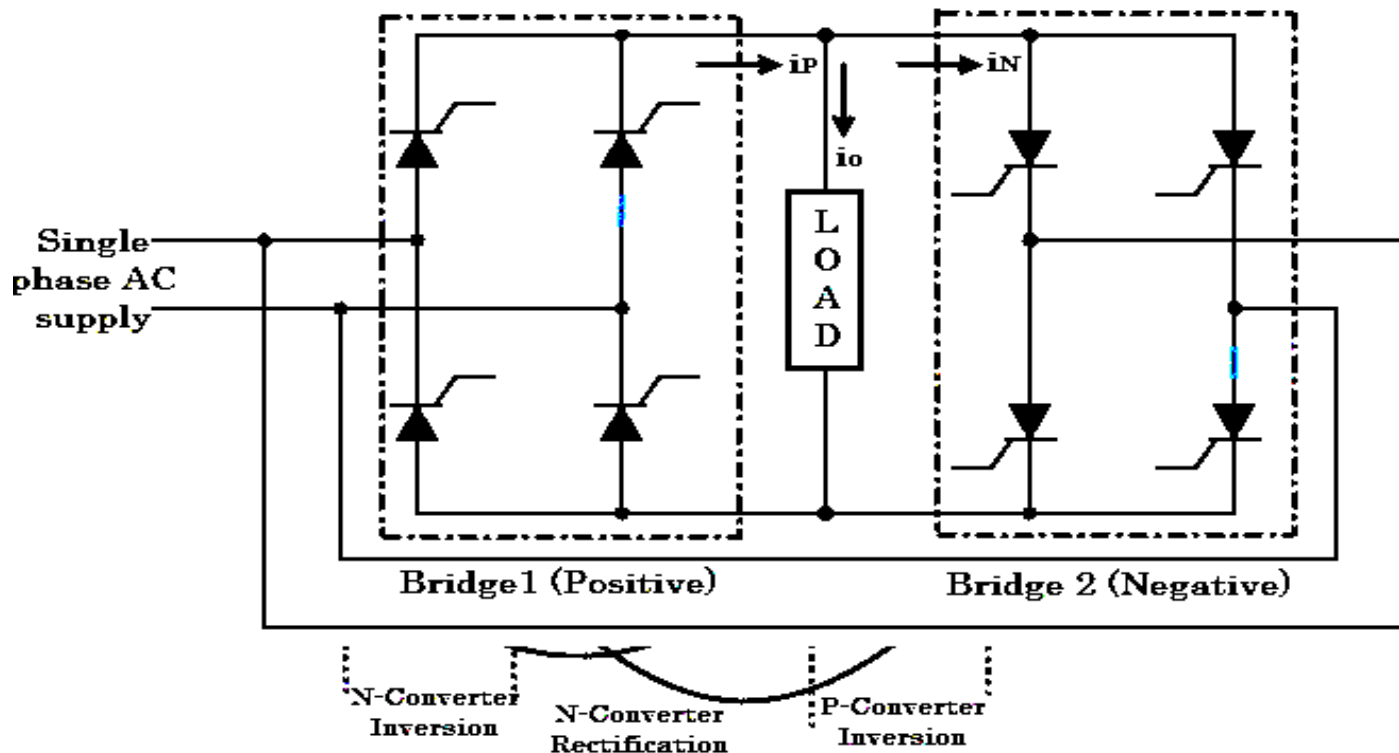 iP
iN
io
Single
phase AC
supply
L
O
A
D
Bridge1 (Positive)
Bridge 2 (Negative)
N-Converter
Inversion
N-Converter
Rectification
P-Converter
Inversion